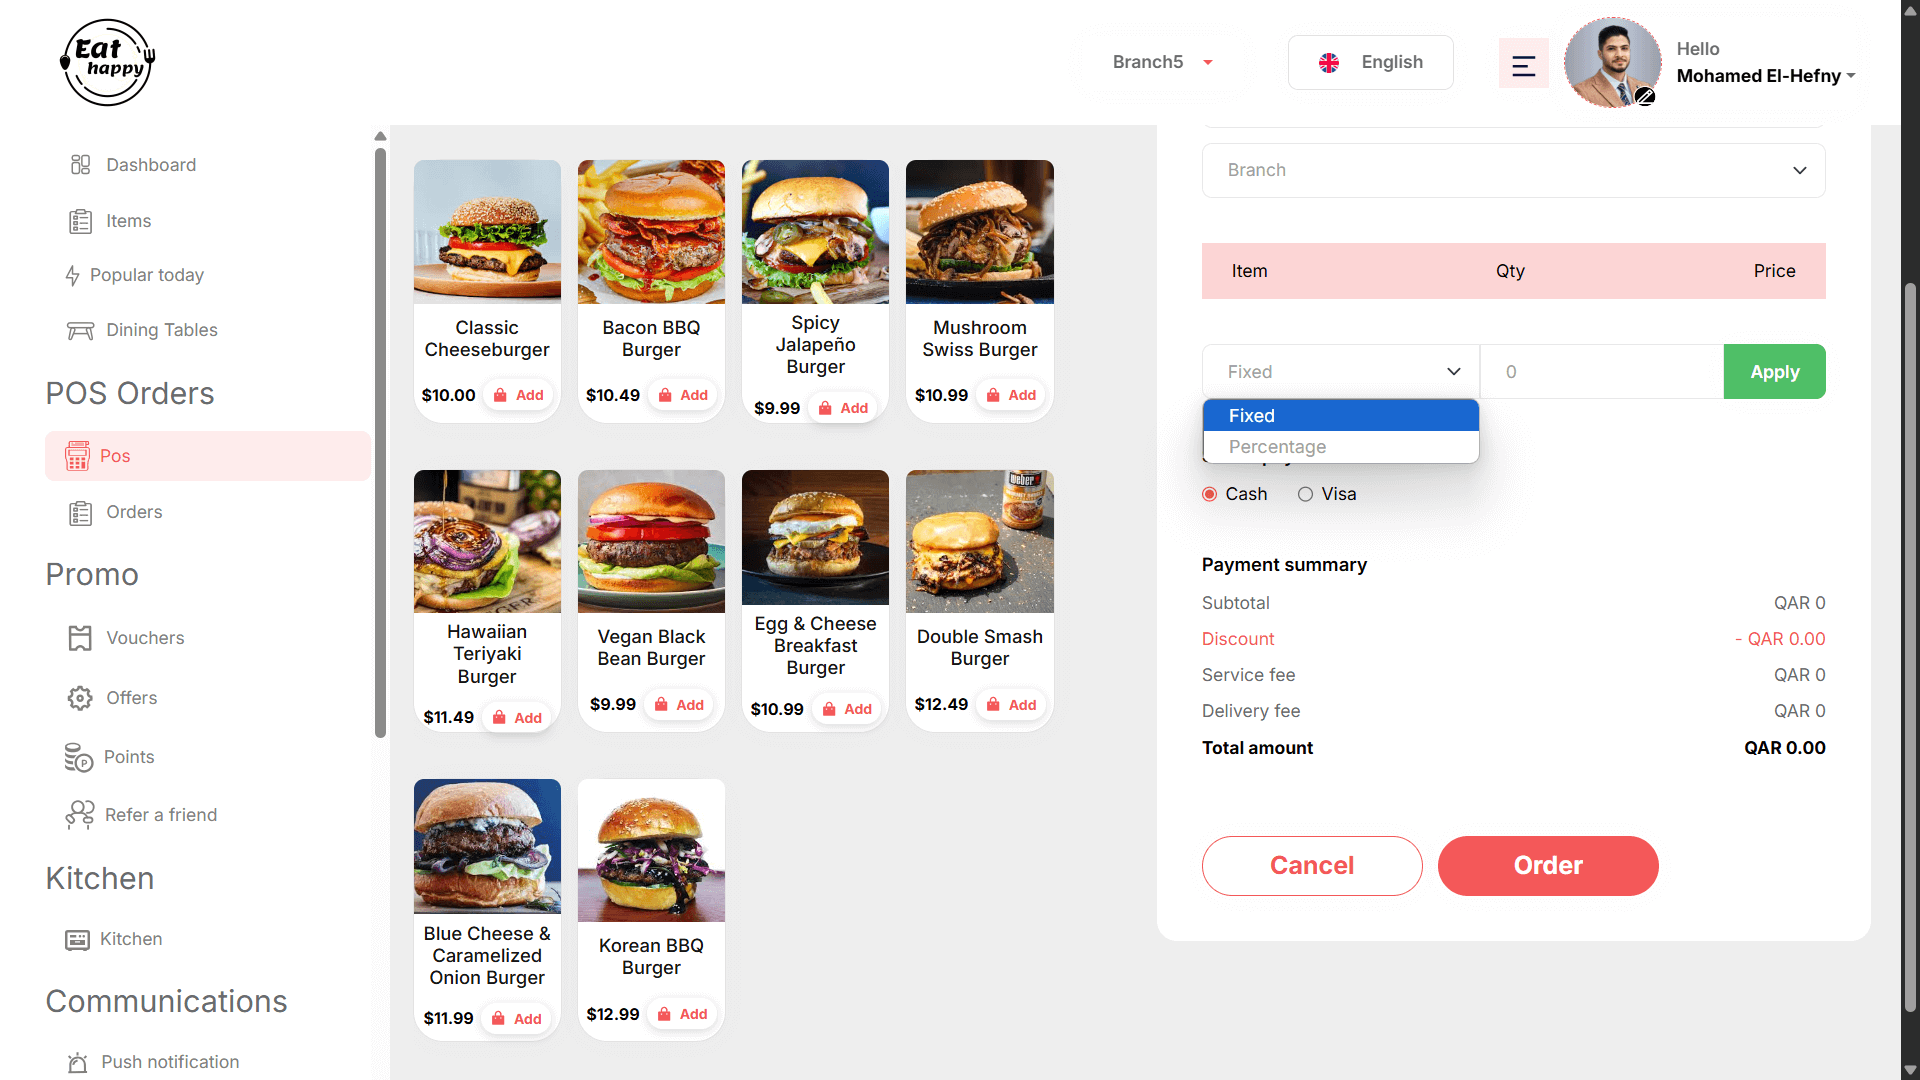 Eat
happy
Branch5
English
Hello
Mohamed El-Hefny
Dashboard
Items
Popular today
Dining Tables
POS Orders
Pos
Orders
Promo
Vouchers
Offers
Points
Refer a friend
Kitchen
Kitchen
Communications
Push notification
Classic
Cheeseburger
$10.00 Add
Bacon BBQ
Burger
$10.49 Add
Spicy
Jalapeño
Burger
$9.99 Add
Mushroom
Swiss Burger
$10.99 Add
Hawaiian
Teriyaki
Burger
$11.49 Add
Vegan Black
Bean Burger
$9.99 Add
Egg & Cheese
Breakfast
Burger
$10.99 Add
weber
Double Smash
Burger
$12.49 Add
Blue Cheese &
Caramelized
Onion Burger
$11.99 Add
Korean BBQ
Burger
$12.99 Add
Branch
Item Qty Price
Fixed 0 Apply
Fixed
Percentage
Cash Visa
Payment summary
Subtotal QAR 0
Discount - QAR 0.00
Service fee QAR 0
Delivery fee QAR 0
Total amount QAR 0.00
Cancel Order